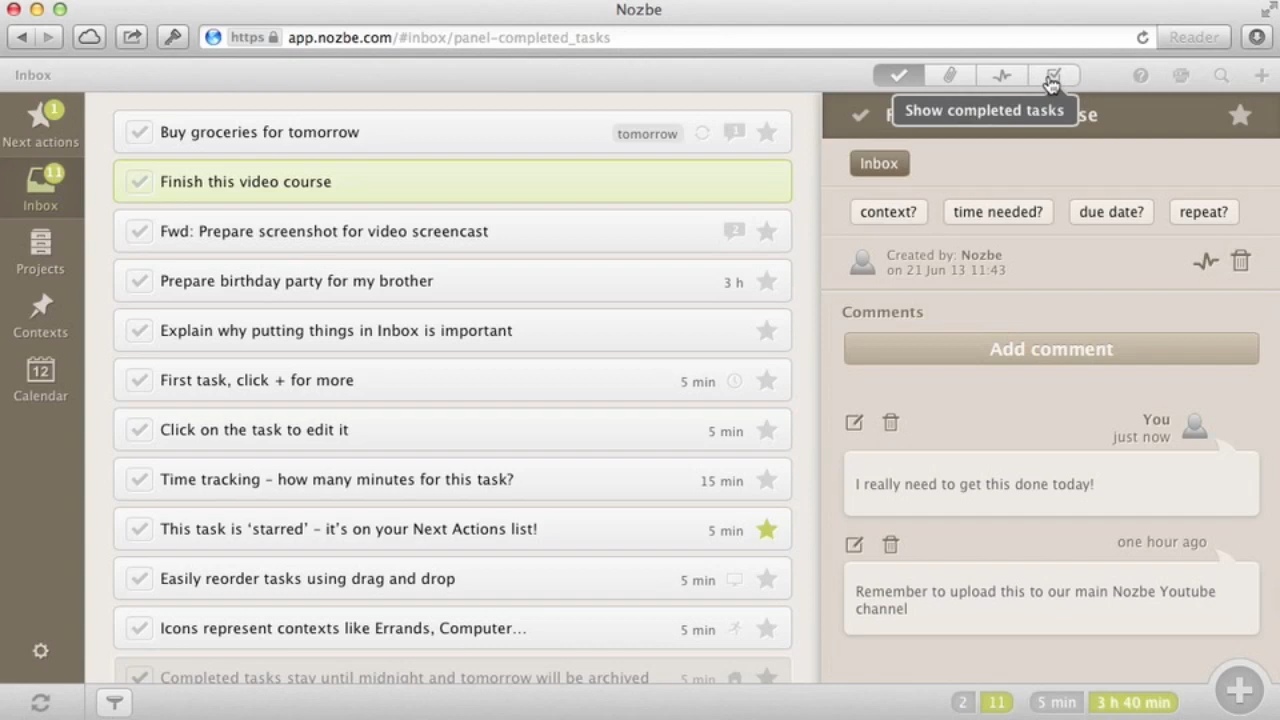 Nozbe
https app.nozbe.com/#inbox/panel-completed_tasks
Reader
Inbox
Show completed tasks
1
Next actions
11
Inbox
Projects
Contexts
12
Calendar
Buy groceries for tomorrow tomorrow 1
Finish this video course
Fwd: Prepare screenshot for video screencast 2
Prepare birthday party for my brother 3 h
Explain why putting things in Inbox is important
First task, click + for more 5 min
Click on the task to edit it 5 min
Time tracking – how many minutes for this task? 15 min
This task is ‘starred’ – it’s on your Next Actions list! 5 min
Easily reorder tasks using drag and drop 5 min
Icons represent contexts like Errands, Computer... 5 min
Completed tasks stay until midnight and tomorrow will be archived 5 min
Inbox
context? time needed? due date? repeat?
Created by: Nozbe
on 21 Jun 13 11:43
Comments
Add comment
You
just now
I really need to get this done today!
one hour ago
Remember to upload this to our main Nozbe Youtube
channel
2 11 5 min 3 h 40 min